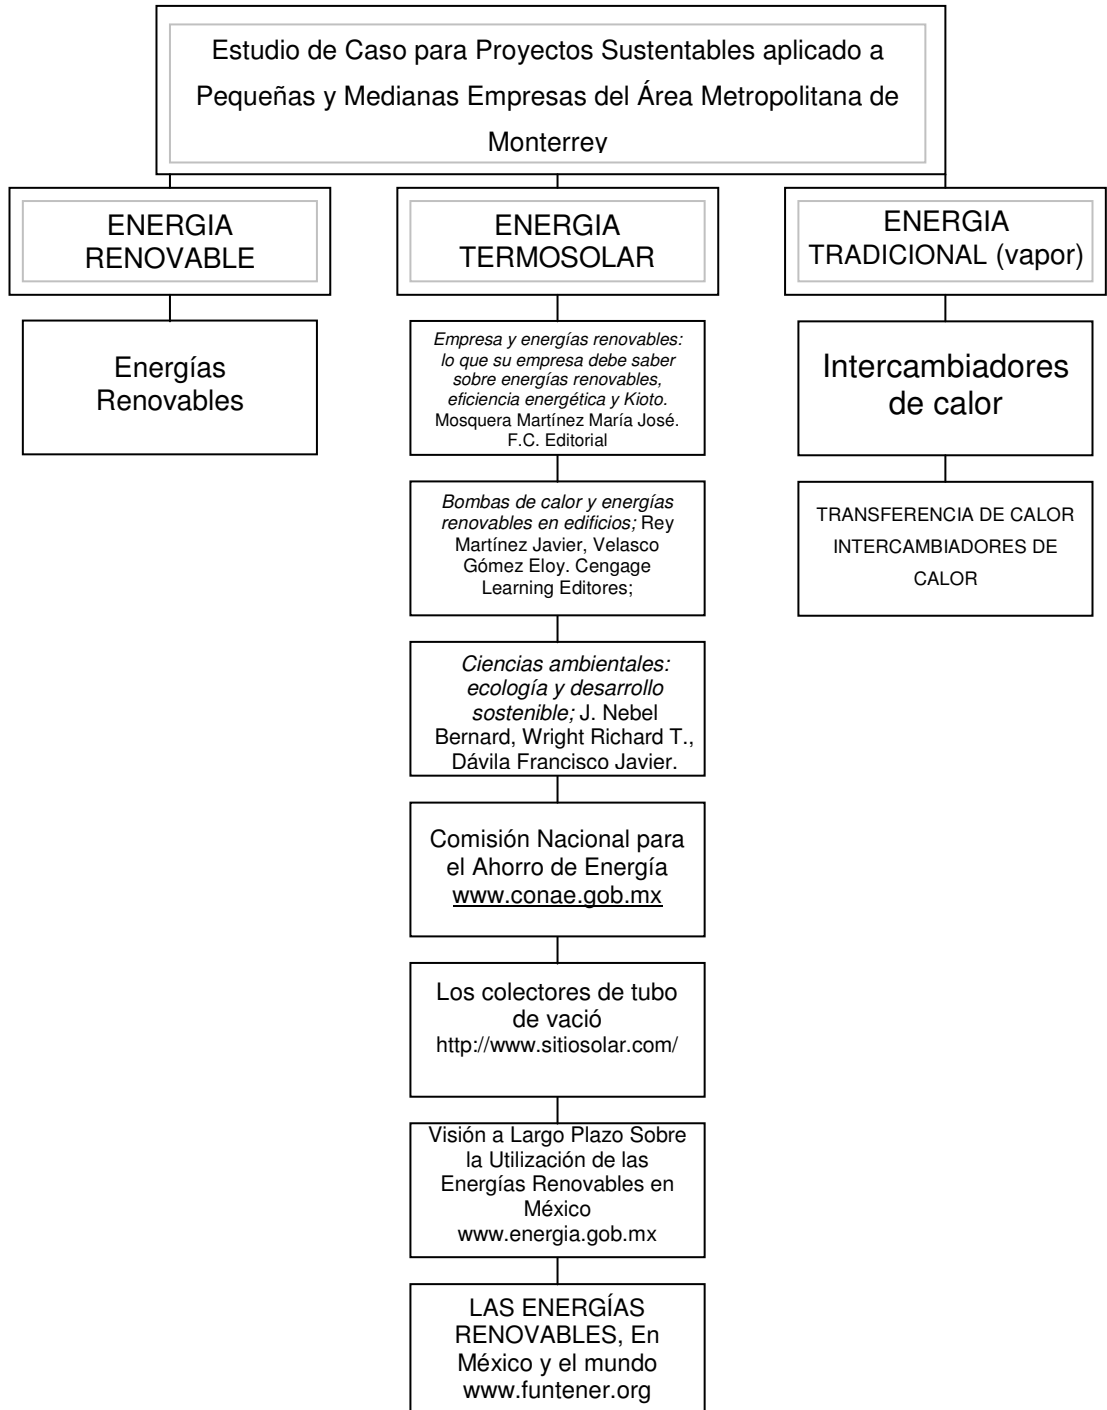 Estudio de Caso para Proyectos Sustentables aplicado a
Pequeñas y Medianas Empresas del Área Metropolitana de
Monterrey
ENERGIA
RENOVABLE
Energías
Renovables
ENERGIA
TERMOSOLAR
Empresa y energías renovables:
lo que su empresa debe saber
sobre energías renovables,
eficiencia energética y Kioto.
Mosquera Martínez María José.
F.C. Editorial
Bombas de calor y energías
renovables en edificios; Rey
Martínez Javier, Velasco
Gómez Eloy. Cengage
Learning Editores;
Ciencias ambientales:
ecología y desarrollo
sostenible; J. Nebel
Bernard, Wright Richard T.,
Dávila Francisco Javier.
Comisión Nacional para
el Ahorro de Energía
www.conae.gob.mx
Los colectores de tubo
de vació
http://www.sitiosolar.com/
Visión a Largo Plazo Sobre
la Utilización de las
Energías Renovables en
México
www.energia.gob.mx
LAS ENERGÍAS
RENOVABLES, En
México y el mundo
www.funtener.org
ENERGIA
TRADICIONAL (vapor)
Intercambiadores
de calor
TRANSFERENCIA DE CALOR
INTERCAMBIADORES DE
CALOR